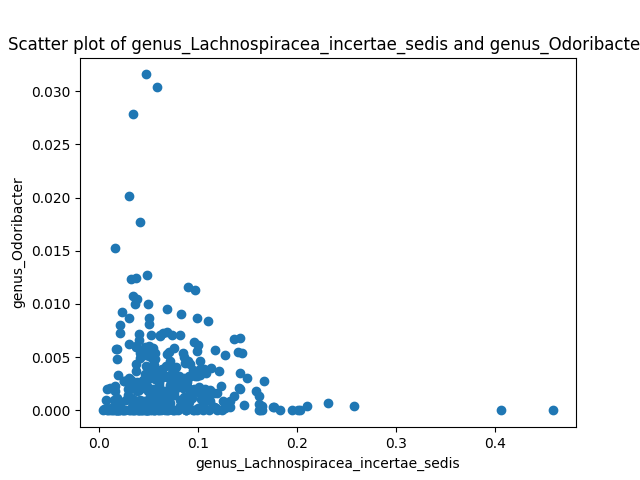 Scatter plot of genus_Lachnospiracea_incertae_sedis and genus_Odoribacte
0.030
0.025
0.020
0.015
0.010
0.005
0.000
genus_Odoribacter
0.0 0.1 0.2 0.3 0.4
genus_Lachnospiracea_incertae_sedis